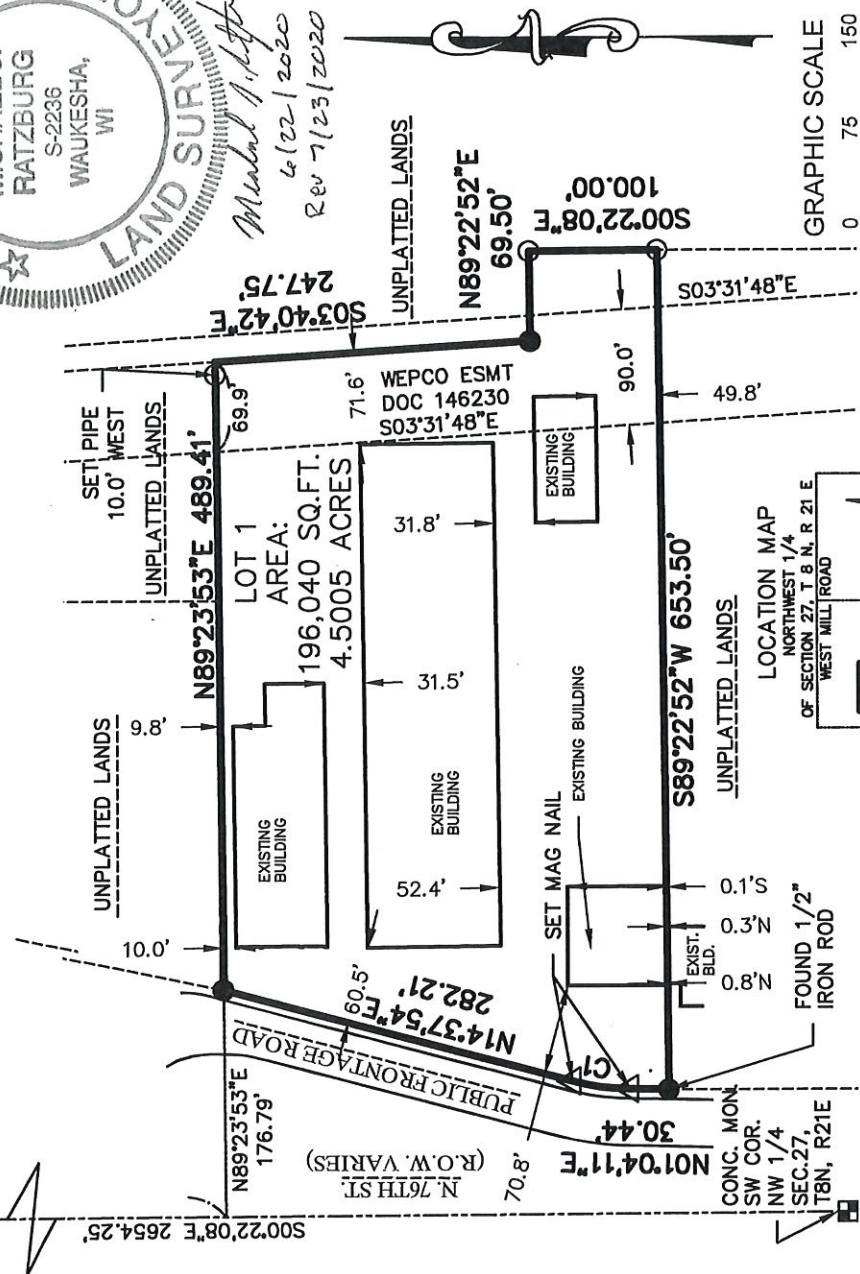 RATZBURG
S-2236
WAUKESHA,
WI
LAND SURVEYO
6/22/2020
Rev 7/23/2020
SET PIPE
10.0' WEST
UNPLATTED LANDS
UNPLATTED LANDS
UNPLATTED LANDS
N89°23'53"E 489.41'
69.9'
S03°40'42"E
247.75'
N89°22'52"E
69.50'
S00°22'08"E
100.00'
S03°31'48"E
WEPCO ESMT
DOC 146230
S03°31'48"E
71.6'
90.0'
49.8'
LOT 1
AREA:
196,040 SQ.FT.
4.5005 ACRES
9.8'
10.0'
EXISTING
BUILDING
EXISTING
BUILDING
31.8'
31.5'
52.4'
EXISTING
BUILDING
EXISTING BUILDING
SET MAG NAIL
60.5'
N14°37'54"E
282.21'
PUBLIC FRONTAGE ROAD
N89°23'53"E
176.79'
S00°22'08"E 2654.25'
N. 76TH ST.
(R.O.W. VARIES)
70.8'
C1
N01°04'11"E
30.44'
S89°22'52"W 653.50'
UNPLATTED LANDS
0.1'S
0.3'N
0.8'N
EXIST.
BLD.
FOUND 1/2"
IRON ROD
CONC. MON.
SW COR.
NW 1/4
SEC.27,
T8N, R21E
LOCATION MAP
NORTHWEST 1/4
OF SECTION 27, T 8 N, R 21 E
WEST MILL ROAD
GRAPHIC SCALE
0 75 150